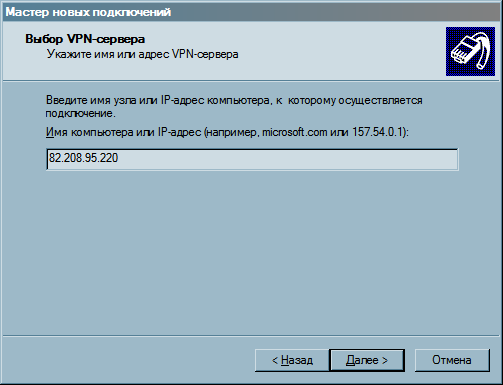 Мастер новых подключений
Выбор VPN-сервера
Укажите имя или адрес VPN-сервера
Введите имя узла или IP-адрес компьютера, к которому осуществляется
подключение.
Имя компьютера или IP-адрес (например, microsoft.com или 157.54.0.1):
82.208.95.220
< Назад Далее > Отмена